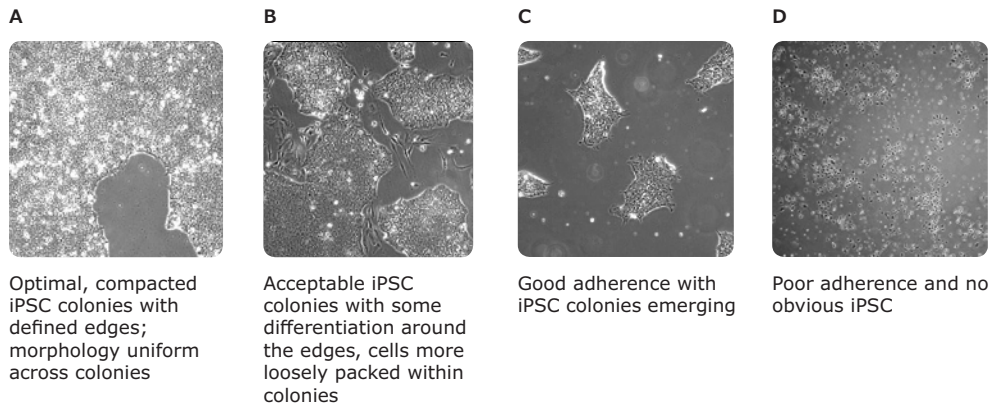 A
B
C
D
Optimal, compacted
iPSC colonies with
defined edges;
morphology uniform
across colonies
Acceptable iPSC
colonies with some
differentiation around
the edges, cells more
loosely packed within
colonies
Good adherence with
iPSC colonies emerging
Poor adherence and no
obvious iPSC